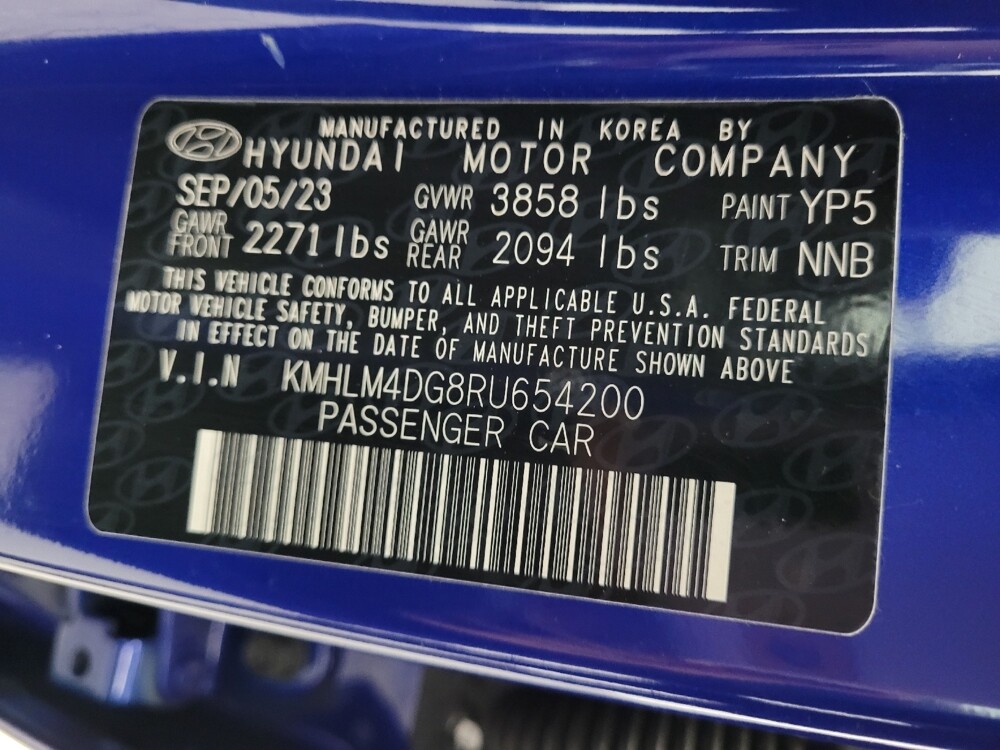 MANUFACTURED IN KOREA BY
HYUNDAI MOTOR COMPANY
SEP/05/23 GVWR 3858 lbs PAINT YP5
GAWR FRONT 2271 lbs GAWR REAR 2094 lbs TRIM NNB
THIS VEHICLE CONFORMS TO ALL APPLICABLE U.S.A. FEDERAL
MOTOR VEHICLE SAFETY, BUMPER, AND THEFT PREVENTION STANDARDS
IN EFFECT ON THE DATE OF MANUFACTURE SHOWN ABOVE
V.I.N KMHLM4DG8RU654200
PASSENGER CAR